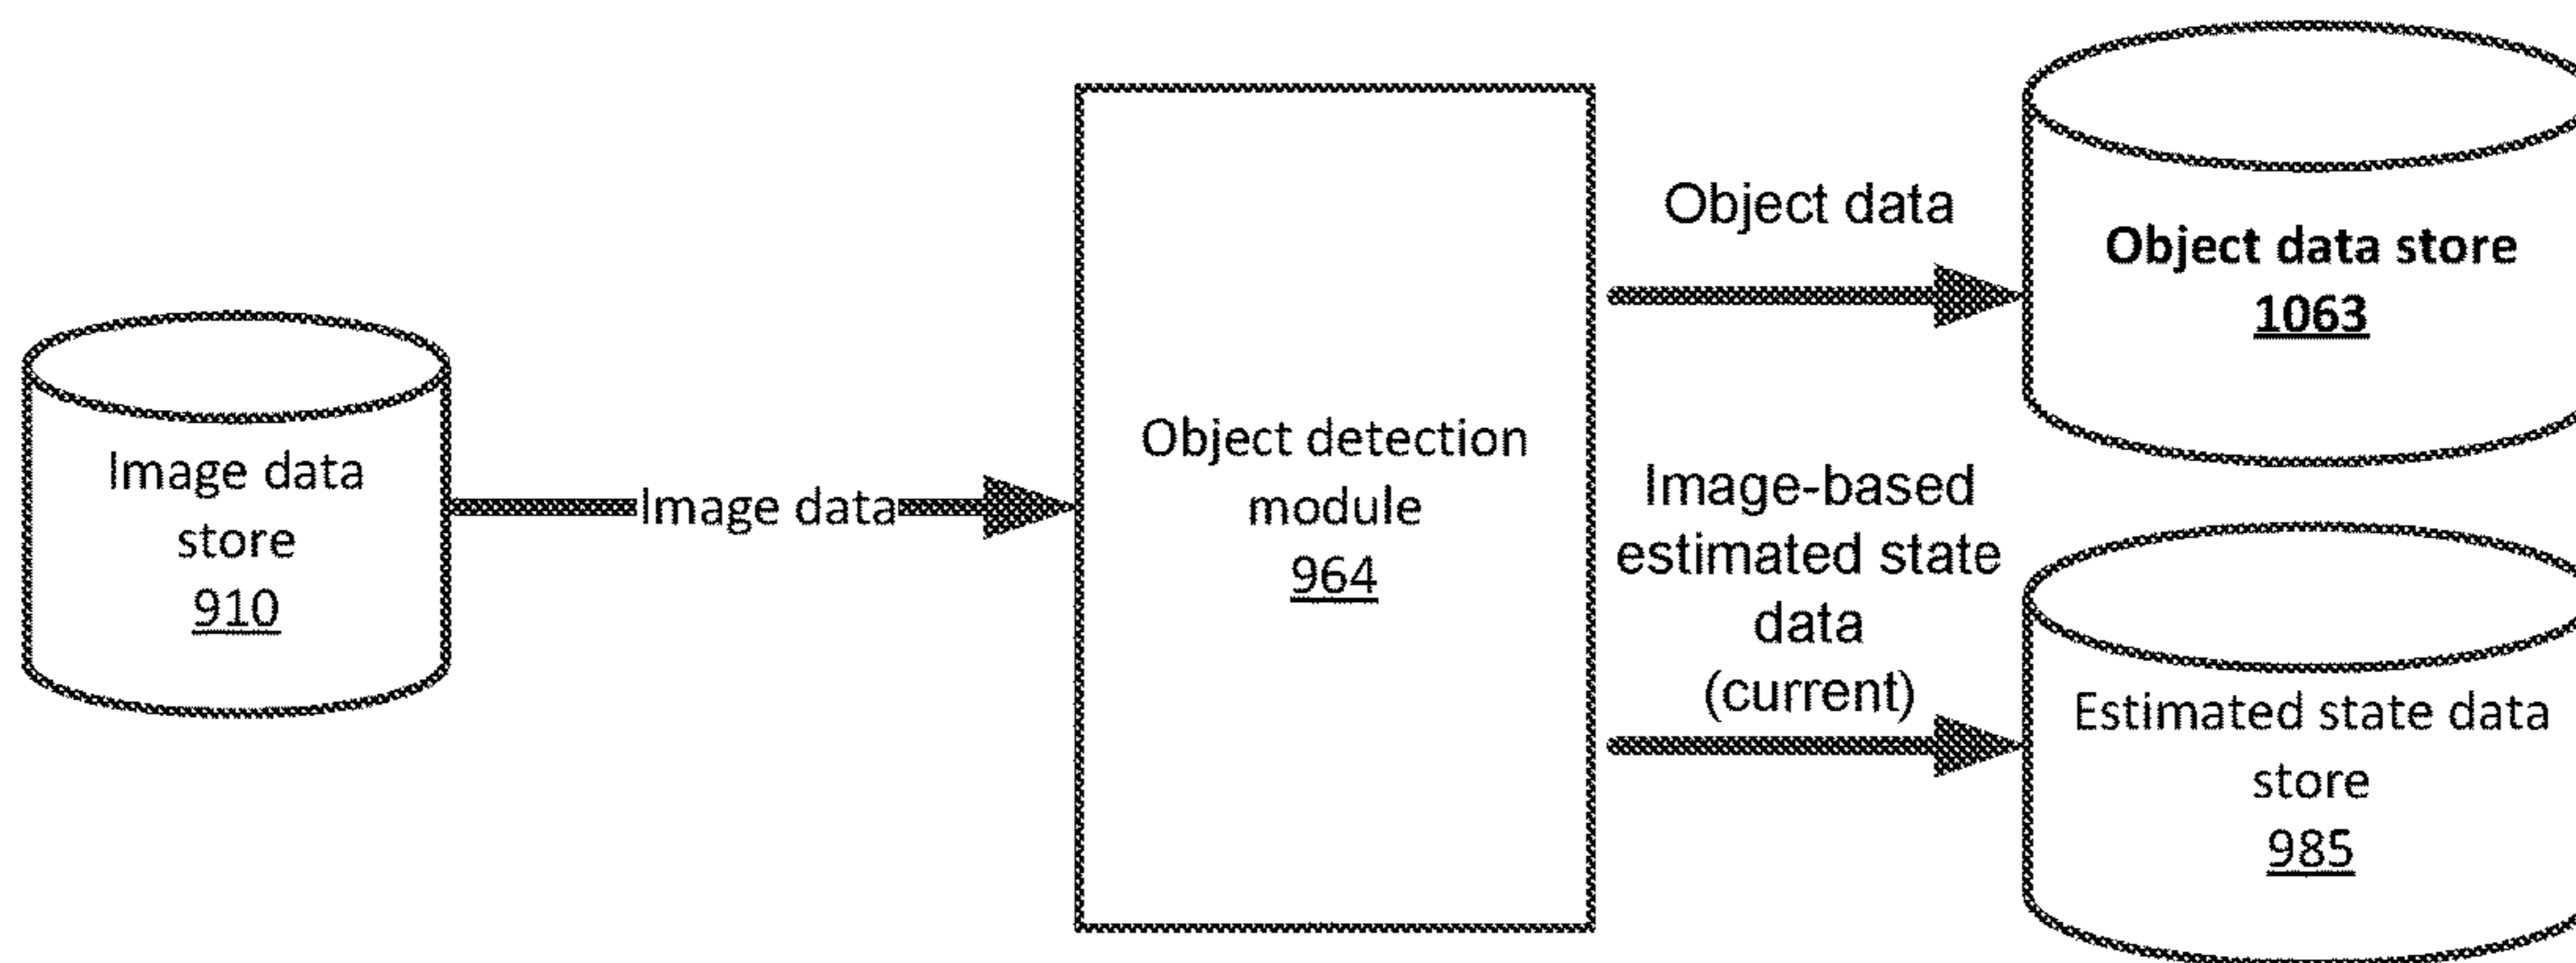 Image data
store
910
Image data
Object detection
module
964
Object data
Image-based
estimated state
data
(current)
Object data store
1063
Estimated state data
store
985